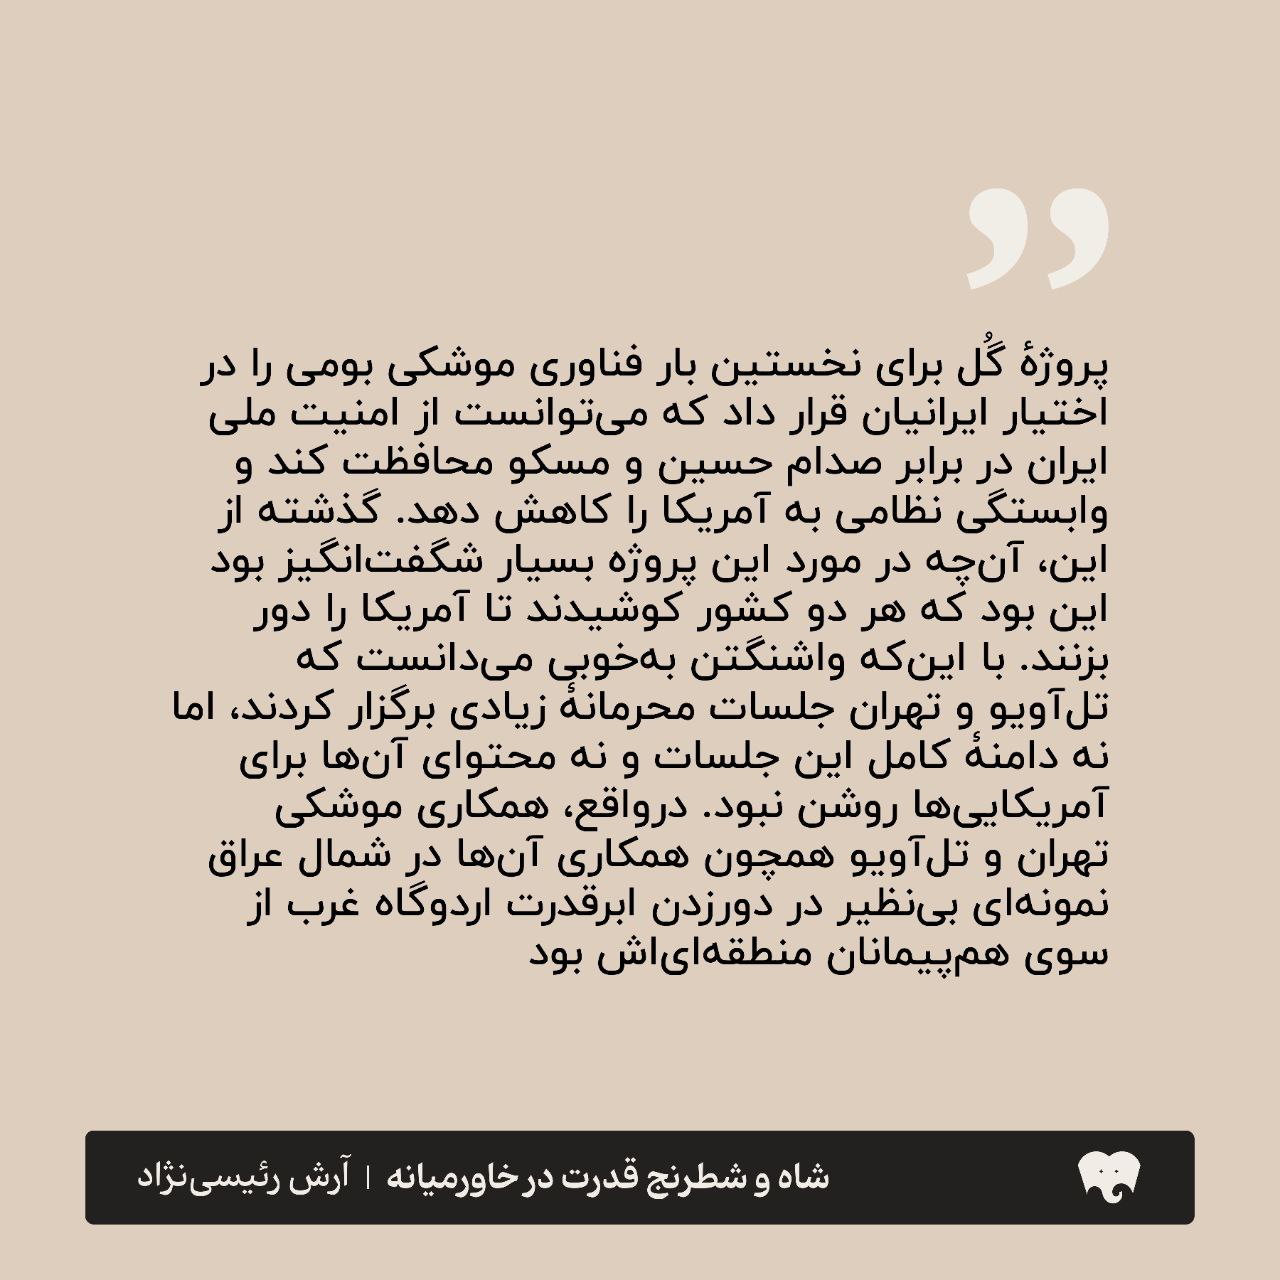 ”
پروژهٔ گُل برای نخستین بار فناوری موشکی بومی را در
اختیار ایرانیان قرار داد که می‌توانست از امنیت ملی
ایران در برابر صدام حسین و مسکو محافظت کند و
وابستگی نظامی به آمریکا را کاهش دهد. گذشته از
این، آن‌چه در مورد این پروژه بسیار شگفت‌انگیز بود
این بود که هر دو کشور کوشیدند تا آمریکا را دور
بزنند. با این‌که واشنگتن به‌خوبی می‌دانست که
تل‌آویو و تهران جلسات محرمانهٔ زیادی برگزار کردند، اما
نه دامنهٔ کامل این جلسات و نه محتوای آن‌ها برای
آمریکایی‌ها روشن نبود. درواقع، همکاری موشکی
تهران و تل‌آویو همچون همکاری آن‌ها در شمال عراق
نمونه‌ای بی‌نظیر در دورزدن ابرقدرت اردوگاه غرب از
سوی هم‌پیمانان منطقه‌ای‌اش بود
شاه و شطرنج قدرت در خاورمیانه | آرش رئیسی‌نژاد